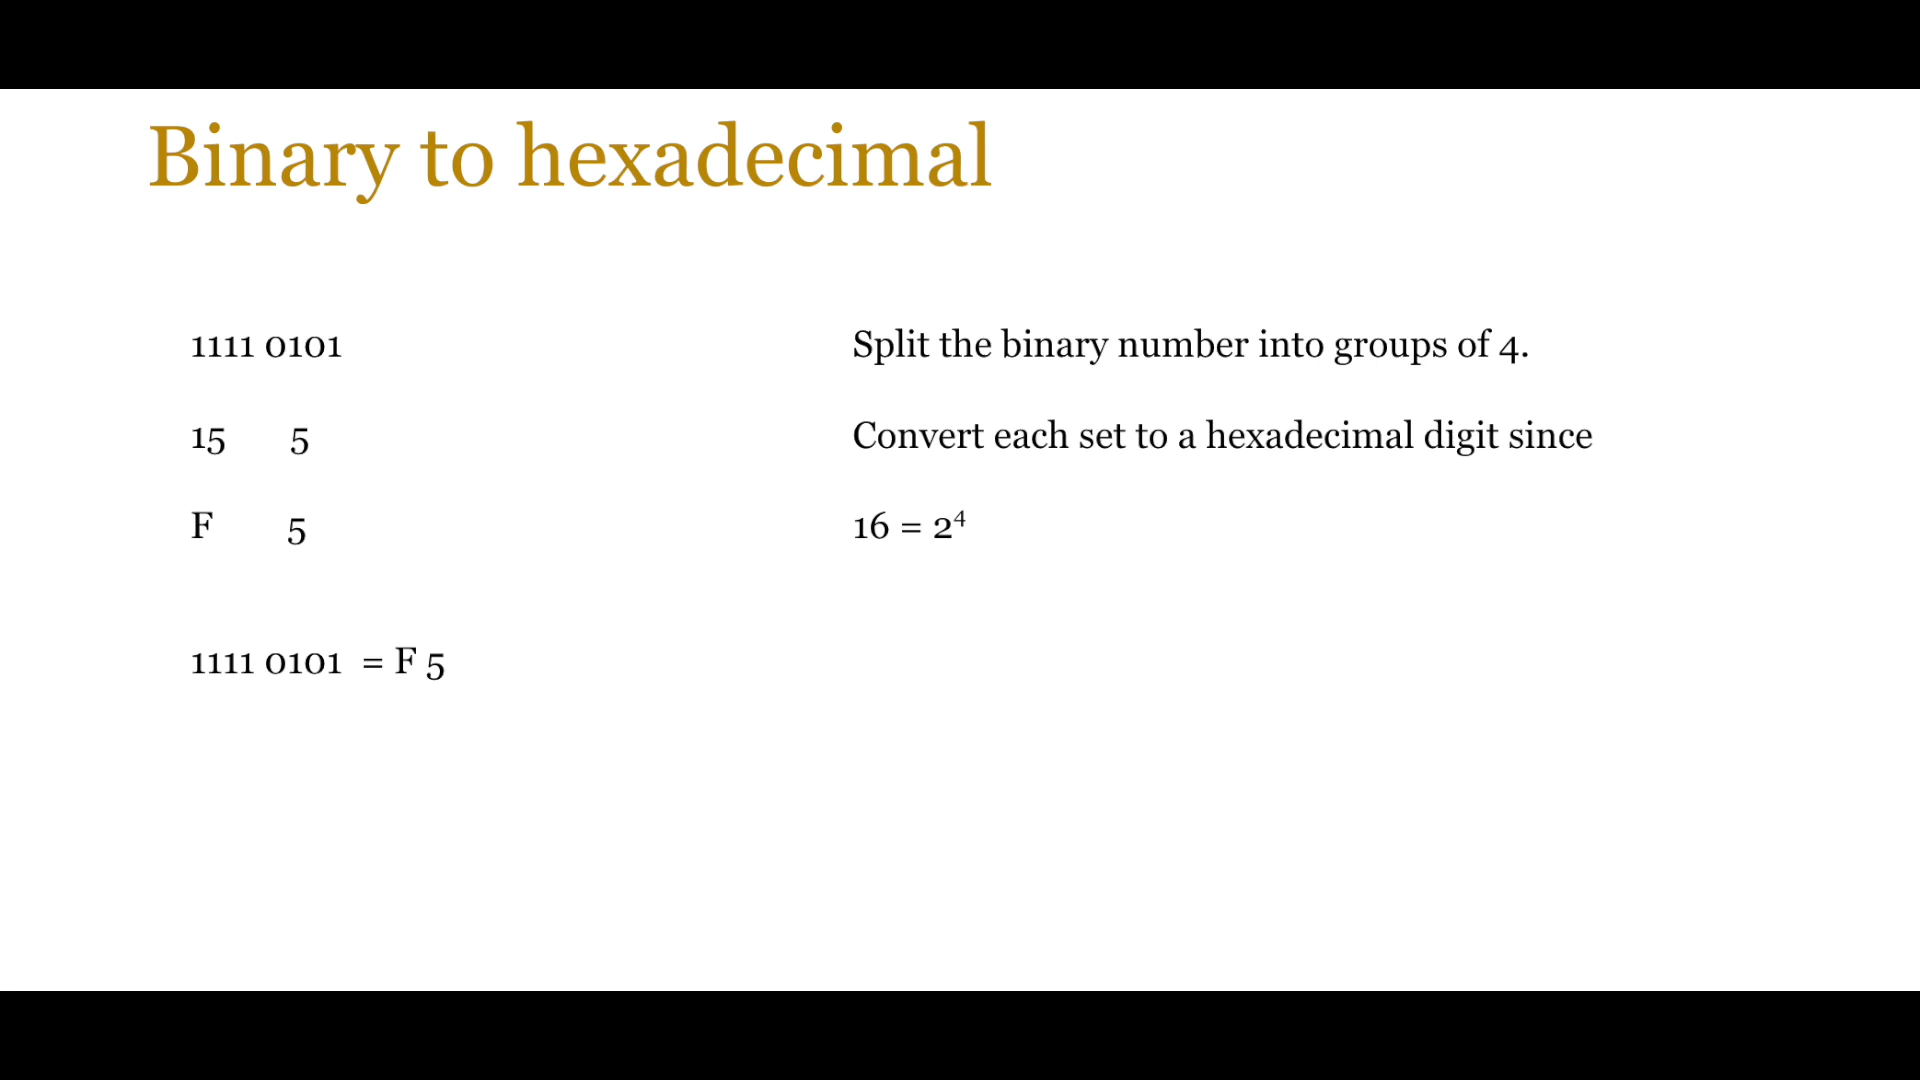 Binary to hexadecimal
1111 0101
15 5
F 5
1111 0101 = F 5
Split the binary number into groups of 4.
Convert each set to a hexadecimal digit since
16 = 2⁴